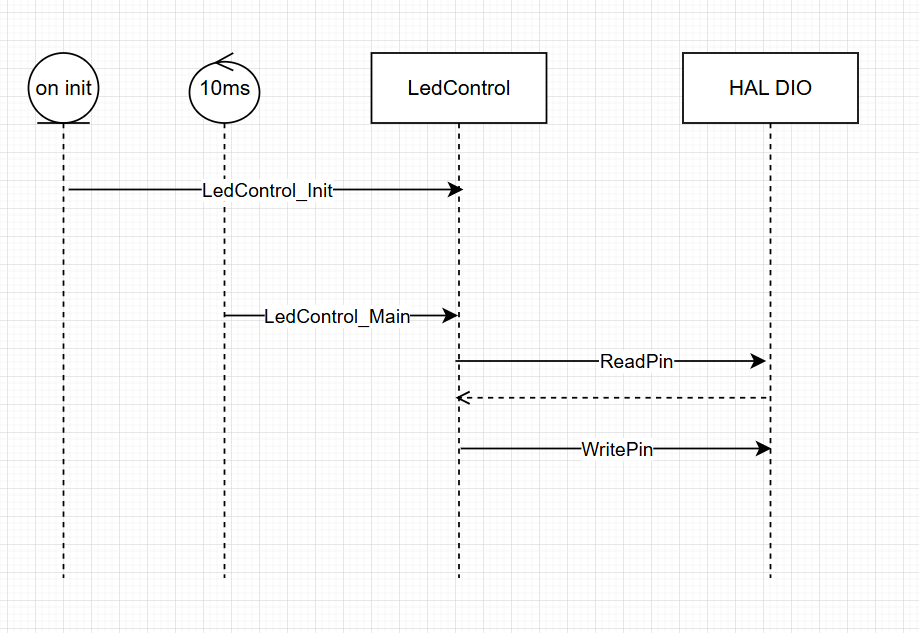 on init
10ms
LedControl
HAL DIO
LedControl_Init
LedControl_Main
ReadPin
WritePin